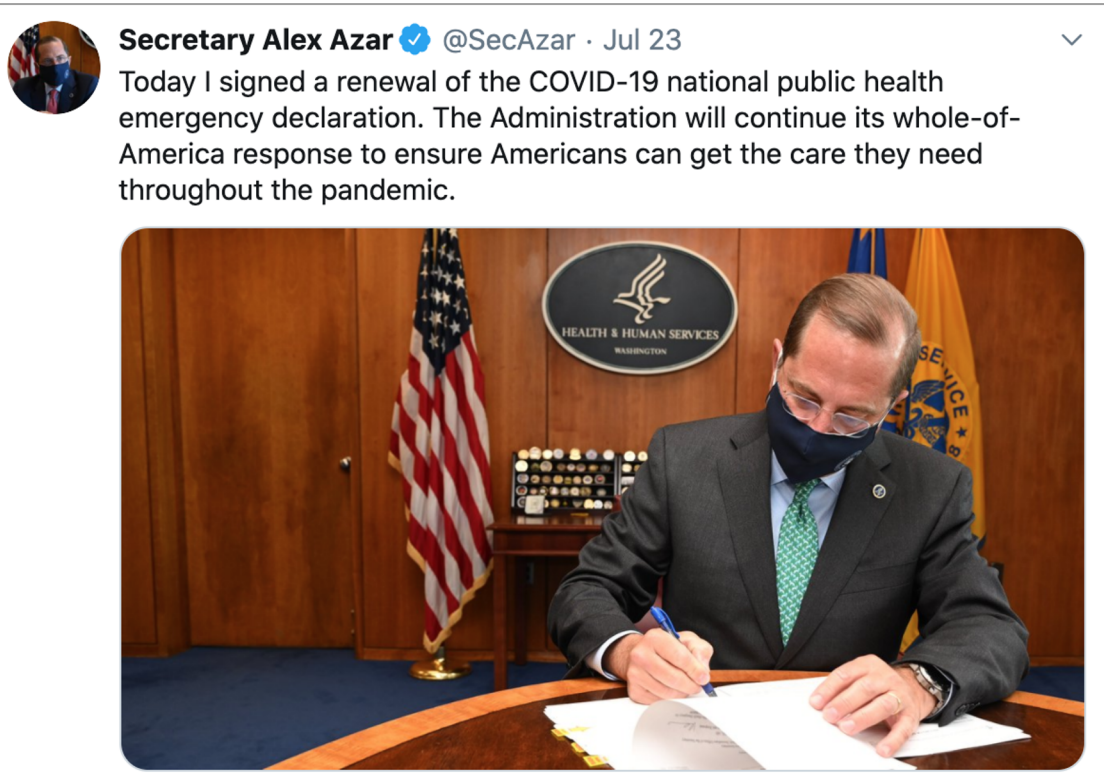 Secretary Alex Azar @SecAzar · Jul 23
Today I signed a renewal of the COVID-19 national public health
emergency declaration. The Administration will continue its whole-of-
America response to ensure Americans can get the care they need
throughout the pandemic.
HEALTH & HUMAN SERVICES
WASHINGTON